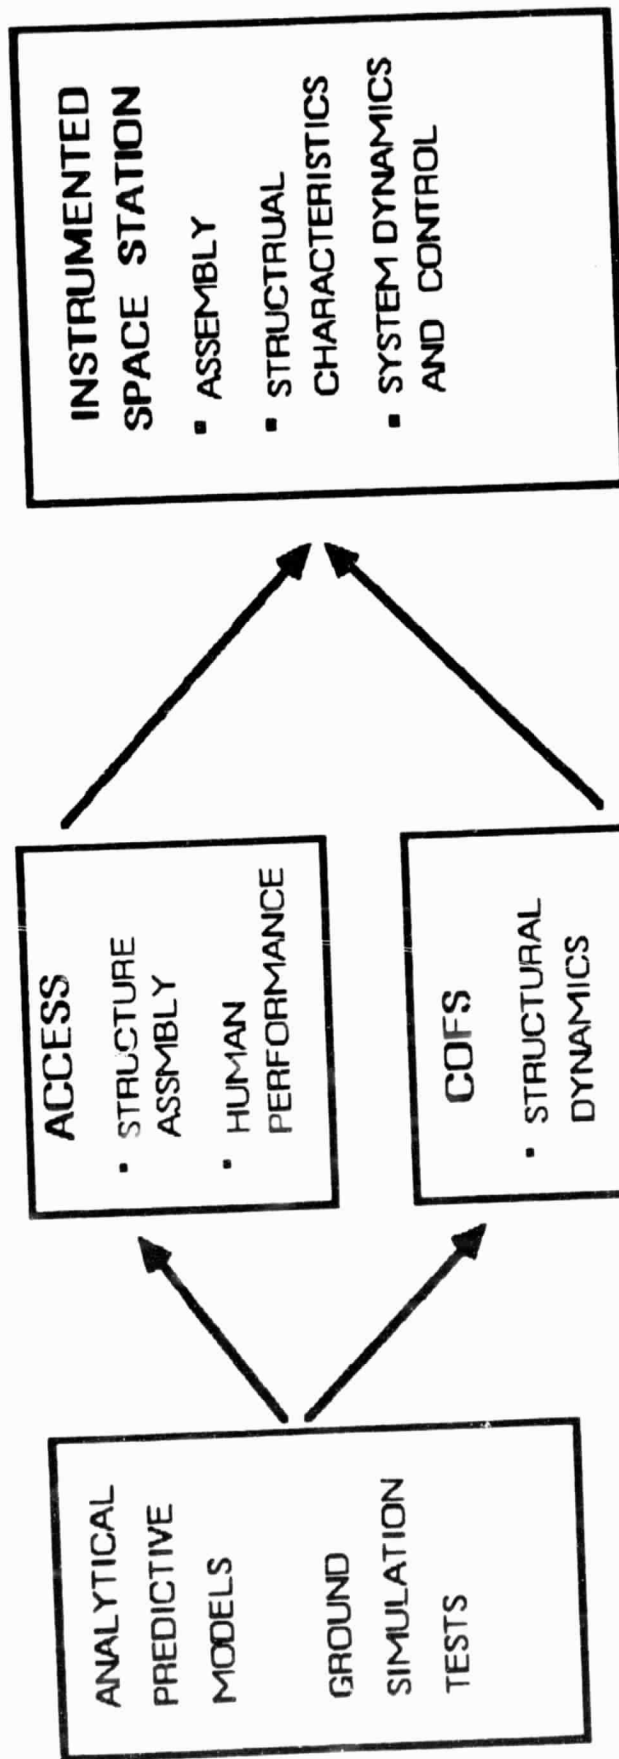 ANALYTICAL
PREDICTIVE
MODELS
GROUND
SIMULATION
TESTS
ACCESS
▪ STRUCTURE
ASSMBLY
▪ HUMAN
PERFORMANCE
COFS
▪ STRUCTURAL
DYNAMICS
INSTRUMENTED
SPACE STATION
▪ ASSEMBLY
▪ STRUCTRUAL
CHARACTERISTICS
▪ SYSTEM DYNAMICS
AND CONTROL